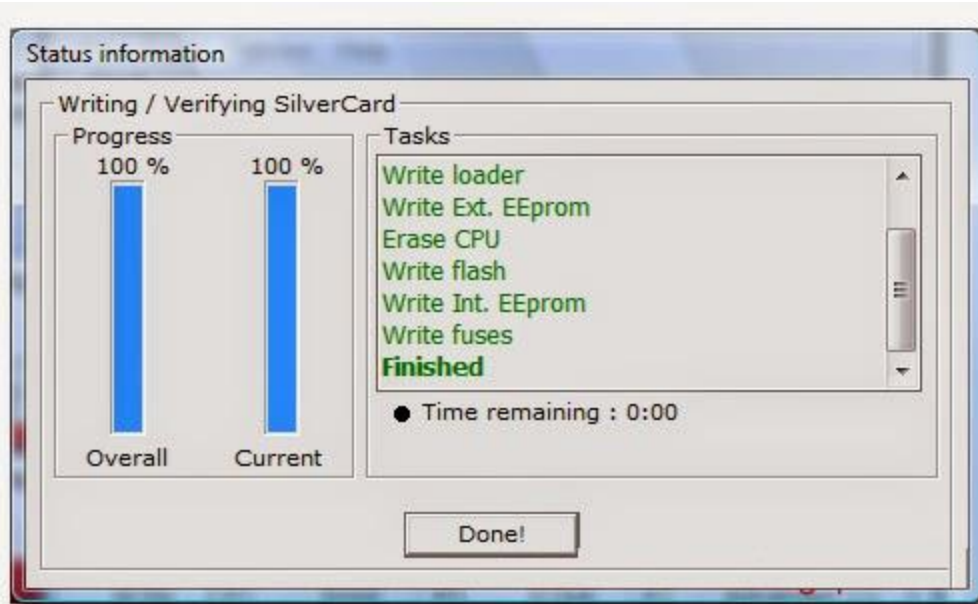 Status information
Writing / Verifying SilverCard
Progress
100 %
100 %
Overall
Current
Tasks
Write loader
Write Ext. EEprom
Erase CPU
Write flash
Write Int. EEprom
Write fuses
Finished
Time remaining : 0:00
Done!